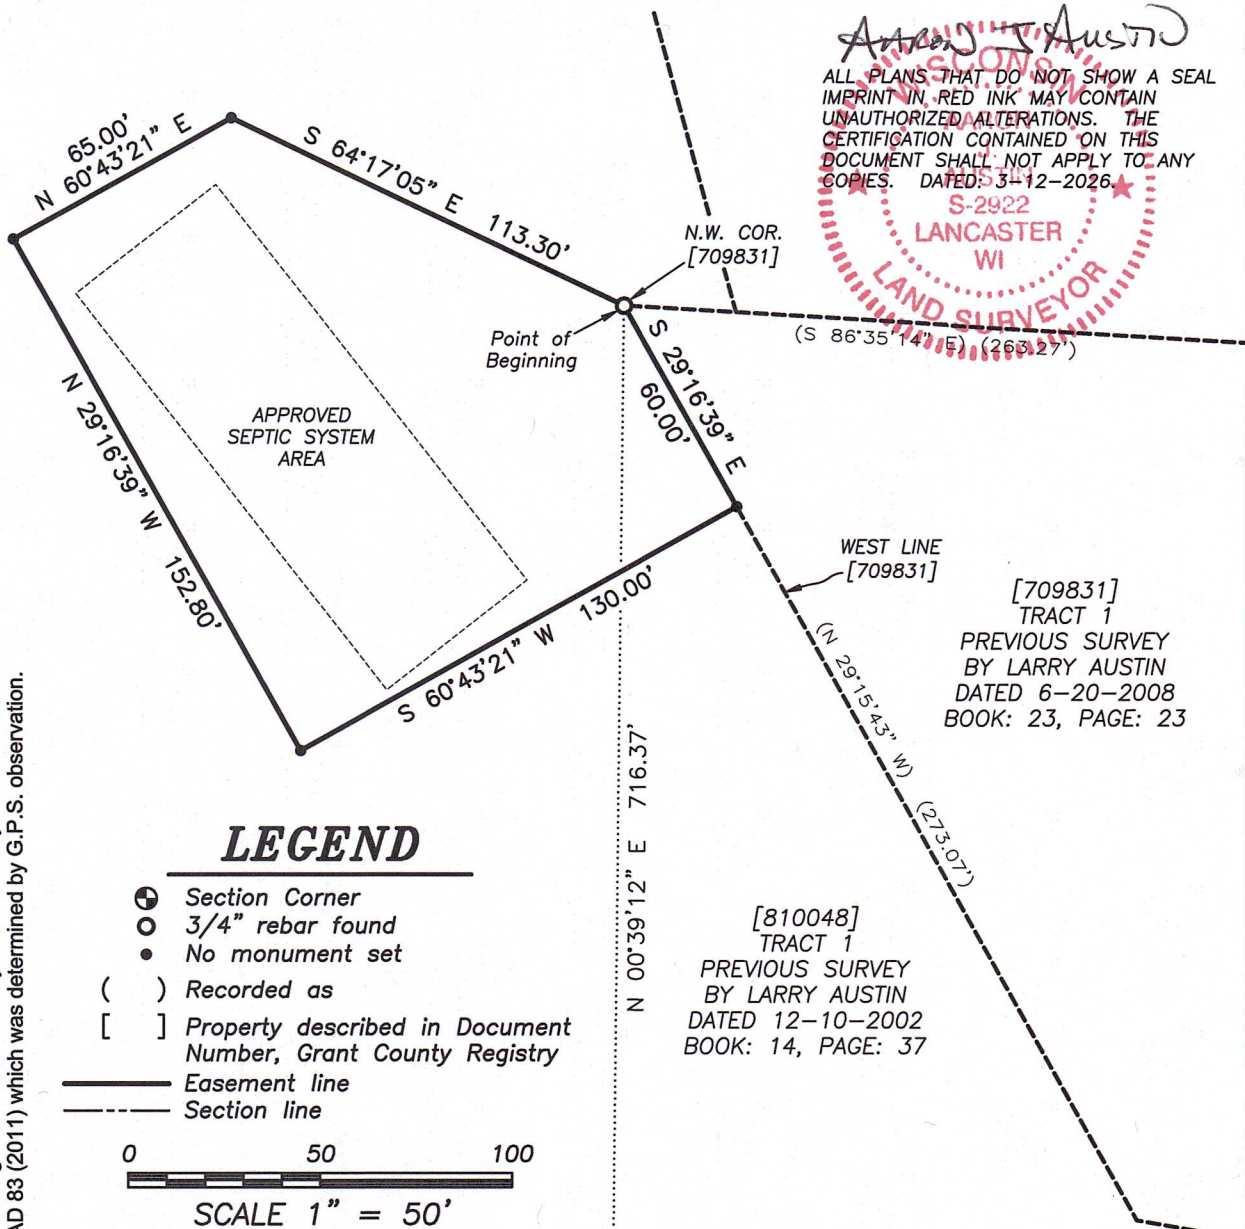 AARON J AUSTIN
ALL PLANS THAT DO NOT SHOW A SEAL
IMPRINT IN RED INK MAY CONTAIN
UNAUTHORIZED ALTERATIONS. THE
CERTIFICATION CONTAINED ON THIS
DOCUMENT SHALL NOT APPLY TO ANY
COPIES. DATED: 3-12-2026.
WISCONSIN
AARON
J.
AUSTIN
S-2922
LANCASTER
WI
LAND SURVEYOR
65.00'
N 60°43'21" E
S 64°17'05" E 113.30'
N.W. COR.
[709831]
Point of
Beginning
(S 86°35'14" E) (263.27')
S 29°16'39" E
60.00'
APPROVED
SEPTIC SYSTEM
AREA
N 29°16'39" W 152.80'
S 60°43'21" W 130.00'
WEST LINE
[709831]
(N 29°15'43" W) (273.07')
[709831]
TRACT 1
PREVIOUS SURVEY
BY LARRY AUSTIN
DATED 6-20-2008
BOOK: 23, PAGE: 23
N 00°39'12" E 716.37'
[810048]
TRACT 1
PREVIOUS SURVEY
BY LARRY AUSTIN
DATED 12-10-2002
BOOK: 14, PAGE: 37
LEGEND
Section Corner
3/4" rebar found
No monument set
( ) Recorded as
[ ] Property described in Document
Number, Grant County Registry
Easement line
Section line
0 50 100
SCALE 1" = 50'
AD 83 (2011) which was determined by G.P.S. observation.